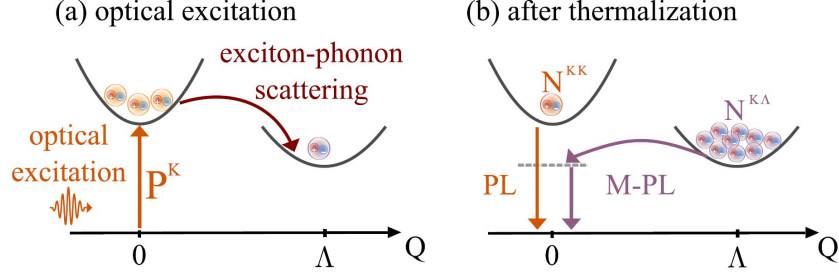 (a) optical excitation
exciton-phonon
scattering
optical
excitation
P^K
0
Λ
Q
(b) after thermalization
N^KK
N^KΛ
PL
M-PL
0
Λ
Q